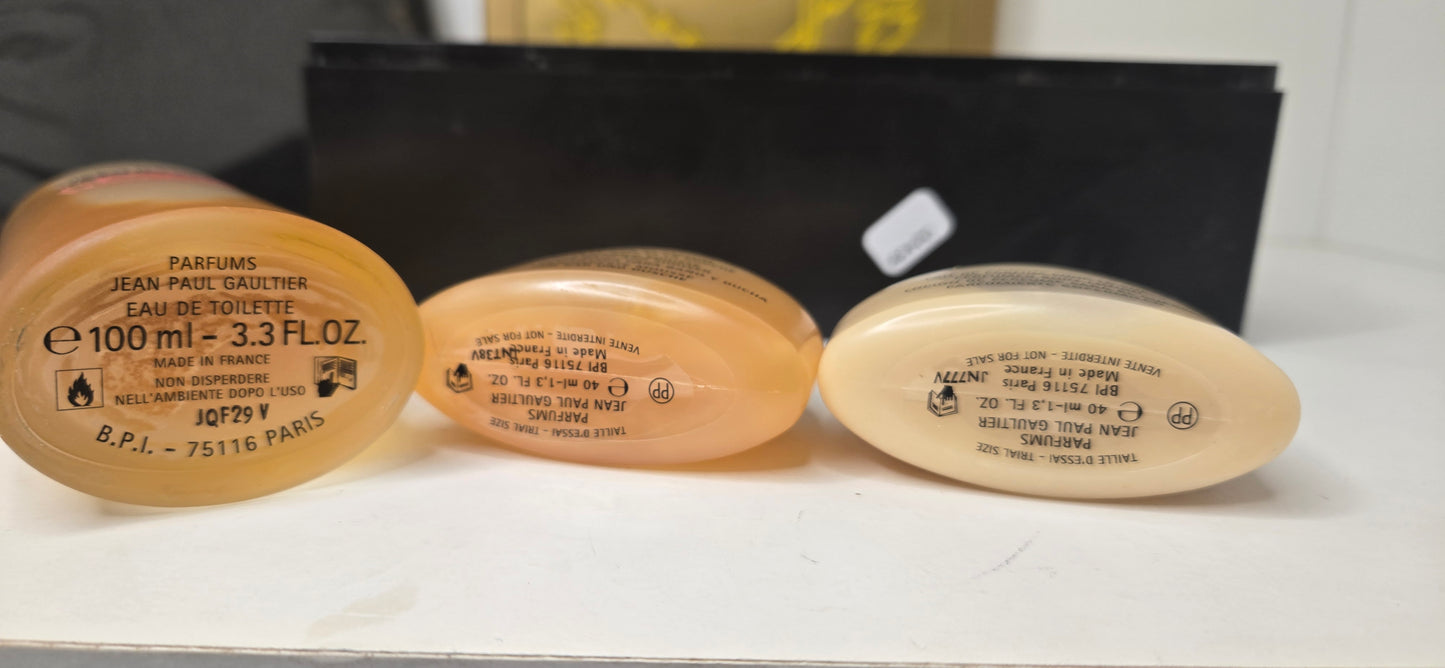 PARFUMS
JEAN PAUL GAULTIER
EAU DE TOILETTE
e 100 ml - 3.3 FL.OZ.
MADE IN FRANCE
NON DISPERDERE
NELL'AMBIENTE DOPO L'USO
JQF29 V
B.P.I. - 75116 PARIS
TAILLE D'ESSAI - TRIAL SIZE
PARFUMS
JEAN PAUL GAULTIER
PP
e 40 ml-1,3 FL. OZ.
BPI 75116 Paris
Made in France
VENTE INTERDITE - NOT FOR SALE
TAILLE D'ESSAI - TRIAL SIZE
PARFUMS
JEAN PAUL GAULTIER
PP
e 40 ml-1,3 FL. OZ.
BPI 75116 Paris
JN777V
Made in France
VENTE INTERDITE - NOT FOR SALE